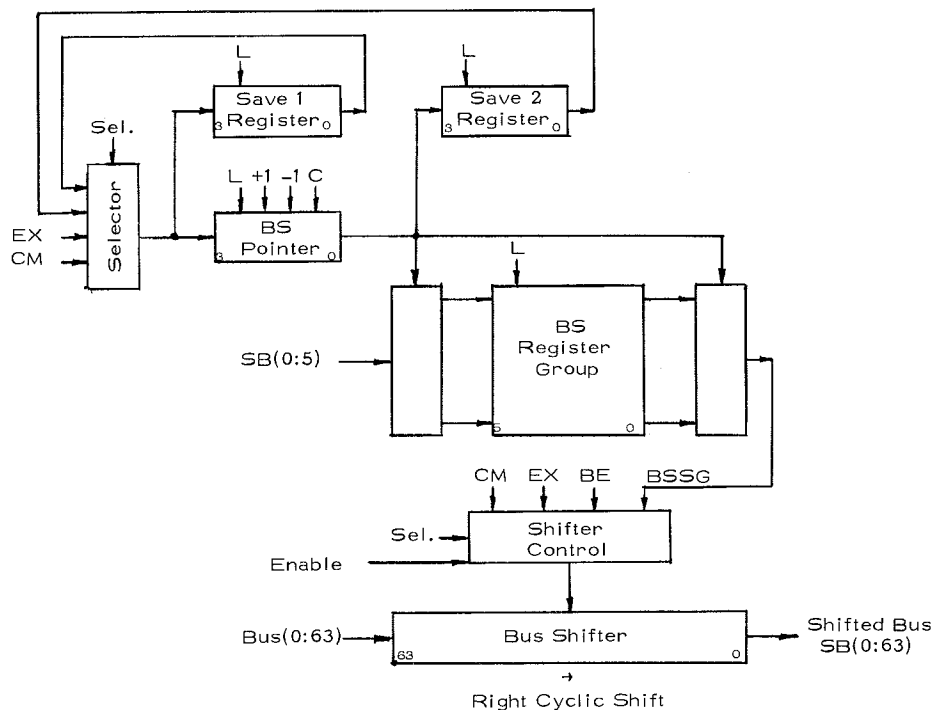 L
L
Save 1
Register
3 0
Save 2
Register
3 0
Sel.
Selector
EX
CM
L +1 -1 C
BS
Pointer
3 0
L
SB(0:5)
BS
Register
Group
5 0
CM EX BE BSSG
Sel.
Shifter
Control
Enable
Bus(0:63)
Bus Shifter
63 0
Shifted Bus
SB(0:63)
→
Right Cyclic Shift